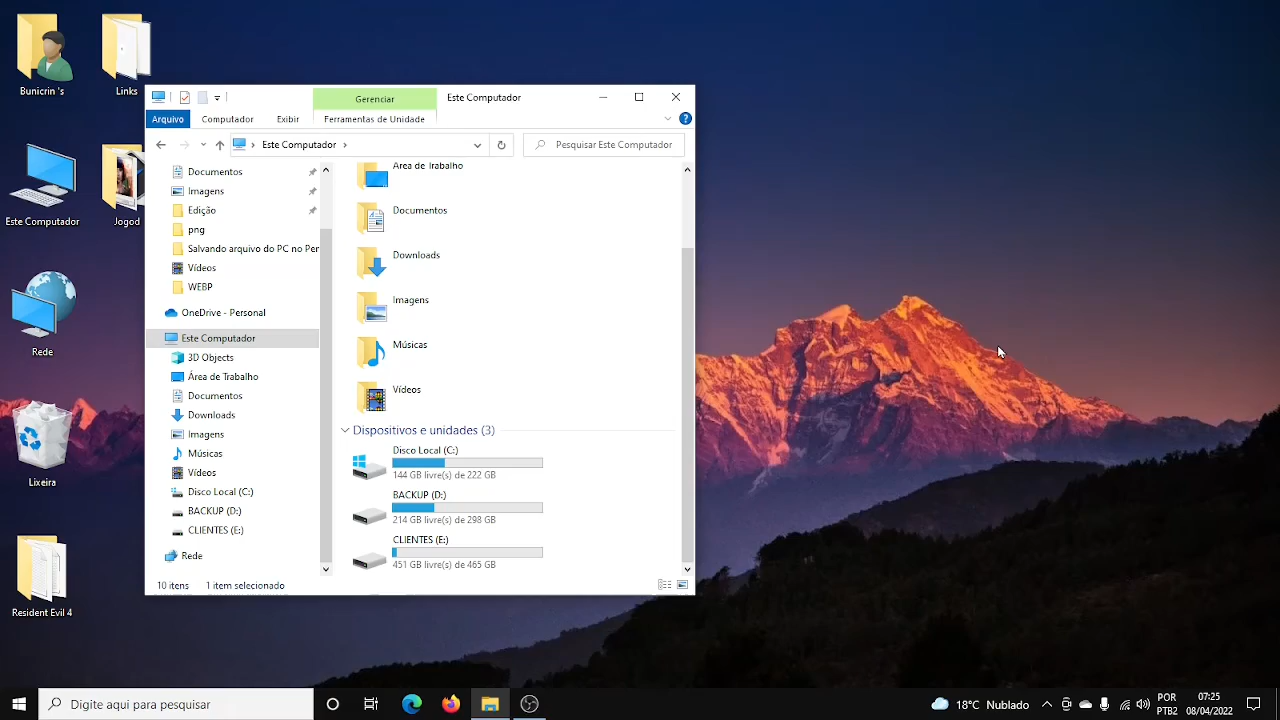 Bunicrin 's
Links
Este Computador
Jogod
Rede
Lixeira
Resident Evil 4
Gerenciar
Este Computador
Arquivo
Computador
Exibir
Ferramentas de Unidade
Este Computador
Pesquisar Este Computador
Documentos
Imagens
Edição
png
Salvando arquivo do PC no Per
Vídeos
WEBP
OneDrive - Personal
Este Computador
3D Objects
Área de Trabalho
Documentos
Downloads
Imagens
Músicas
Vídeos
Disco Local (C:)
BACKUP (D:)
CLIENTES (E:)
Rede
Área de Trabalho
Documentos
Downloads
Imagens
Músicas
Vídeos
Dispositivos e unidades (3)
Disco Local (C:)
144 GB livre(s) de 222 GB
BACKUP (D:)
214 GB livre(s) de 298 GB
CLIENTES (E:)
451 GB livre(s) de 465 GB
10 itens
1 item selecionado
Digite aqui para pesquisar
18°C Nublado
POR
PTB2
07:25
08/04/2022